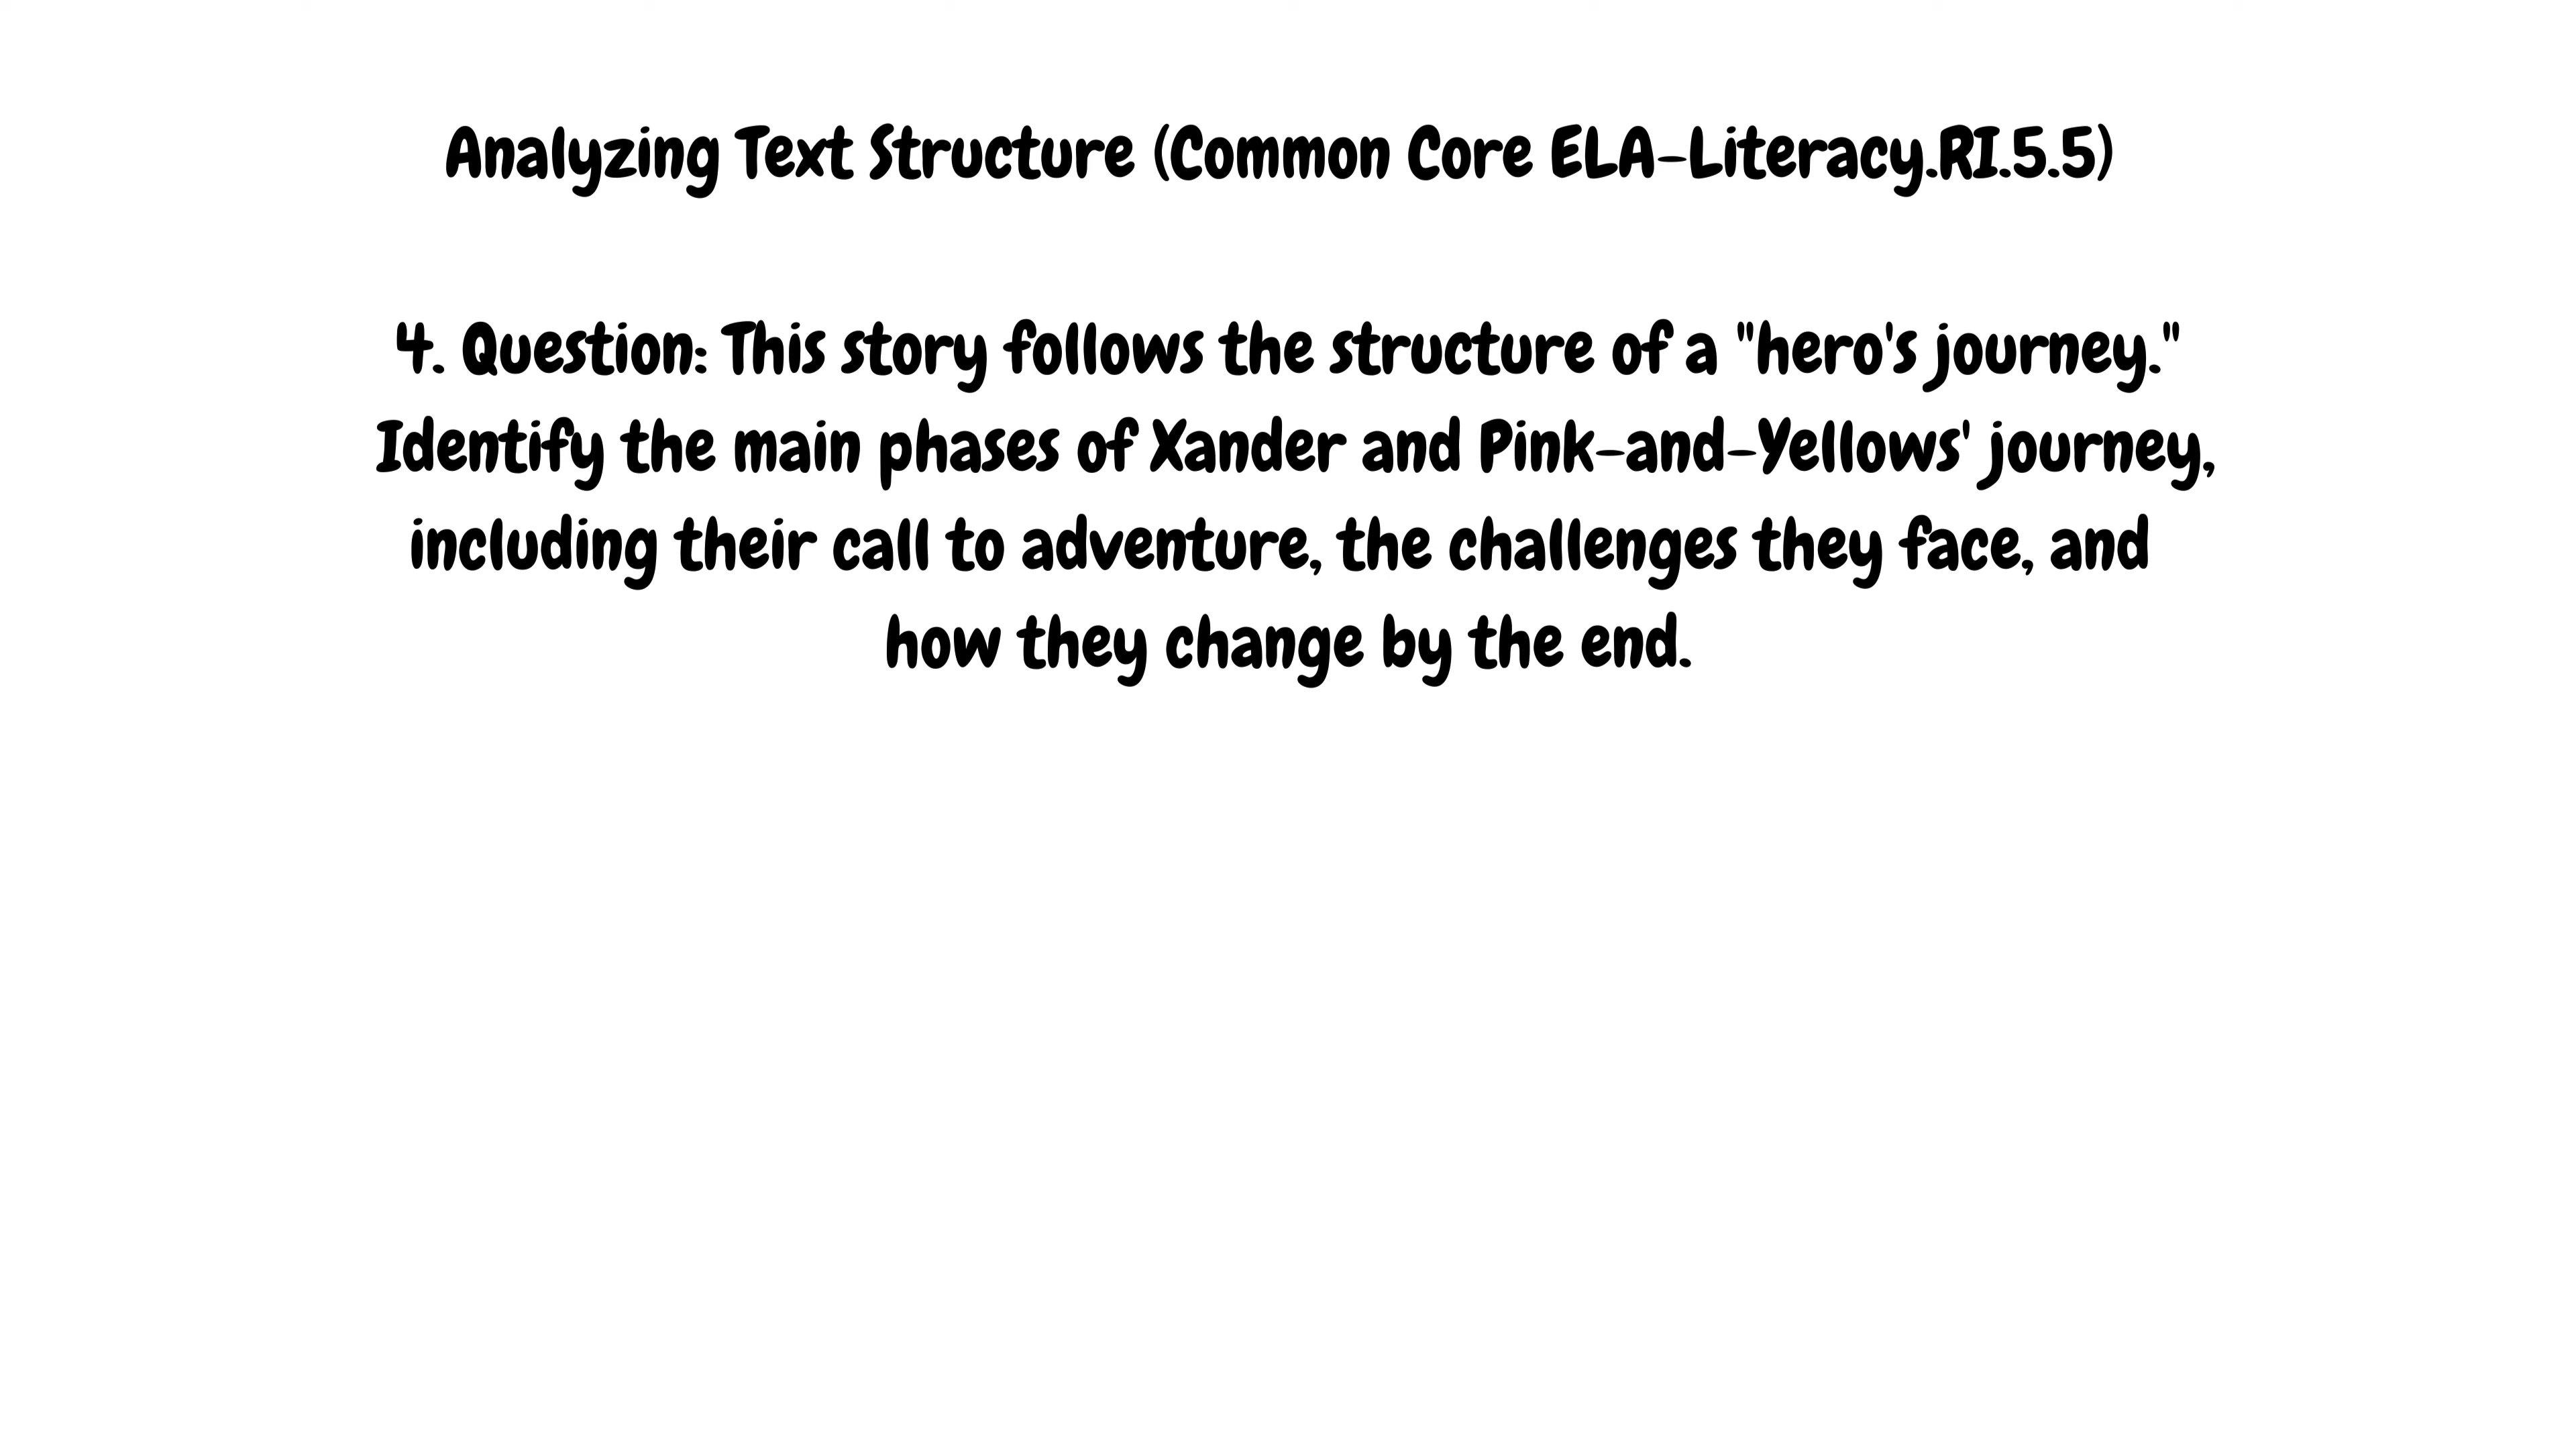 Analyzing Text Structure (Common Core ELA-Literacy.RI.5.5)
4. Question: This story follows the structure of a "hero's journey."
Identify the main phases of Xander and Pink-and-Yellows' journey,
including their call to adventure, the challenges they face, and
how they change by the end.